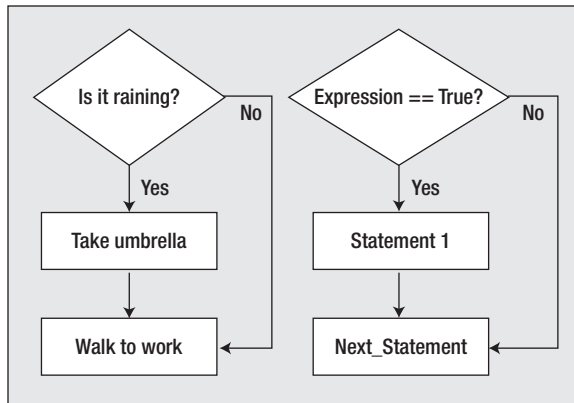 Is it raining?
No
Yes
Take umbrella
Walk to work
Expression == True?
No
Yes
Statement 1
Next_Statement